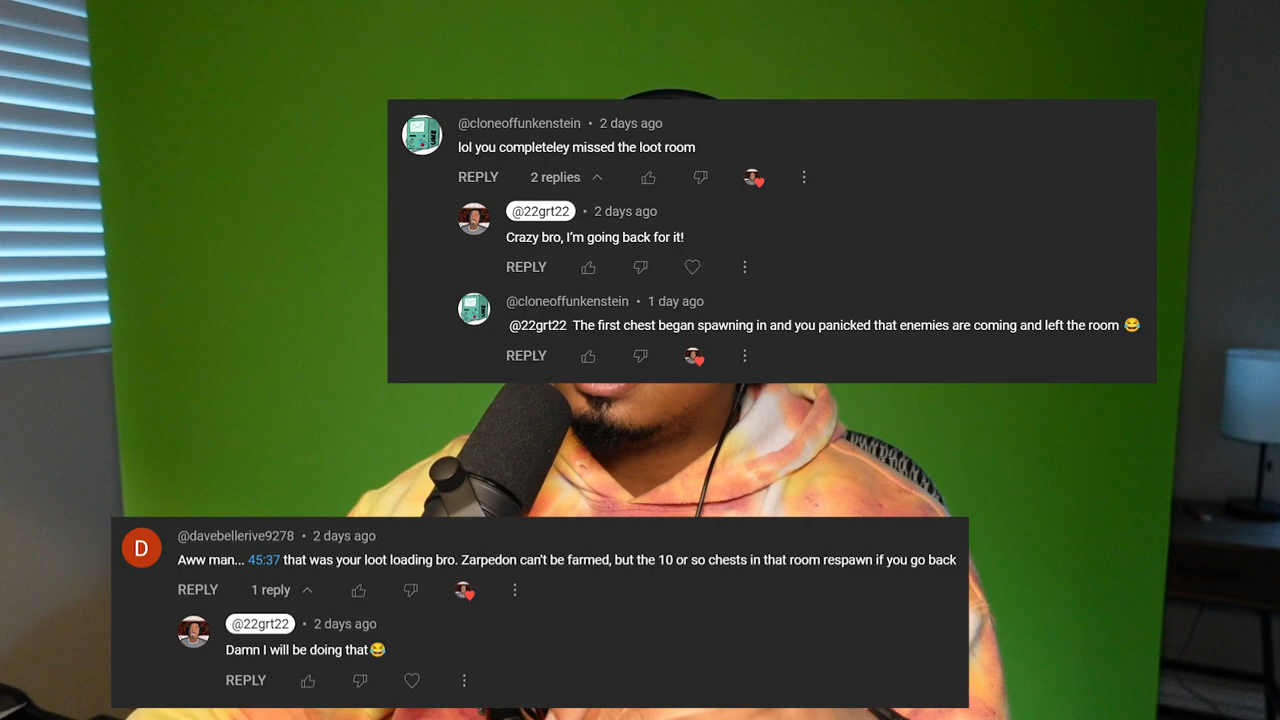 @cloneoffunkenstein • 2 days ago
lol you completeley missed the loot room
REPLY 2 replies
@22grt22 • 2 days ago
Crazy bro, I'm going back for it!
REPLY
@cloneoffunkenstein • 1 day ago
@22grt22 The first chest began spawning in and you panicked that enemies are coming and left the room 😂
REPLY
D
@davebellerive9278 • 2 days ago
Aww man... 45:37 that was your loot loading bro. Zarpedon can't be farmed, but the 10 or so chests in that room respawn if you go back
REPLY 1 reply
@22grt22 • 2 days ago
Damn I will be doing that😂
REPLY